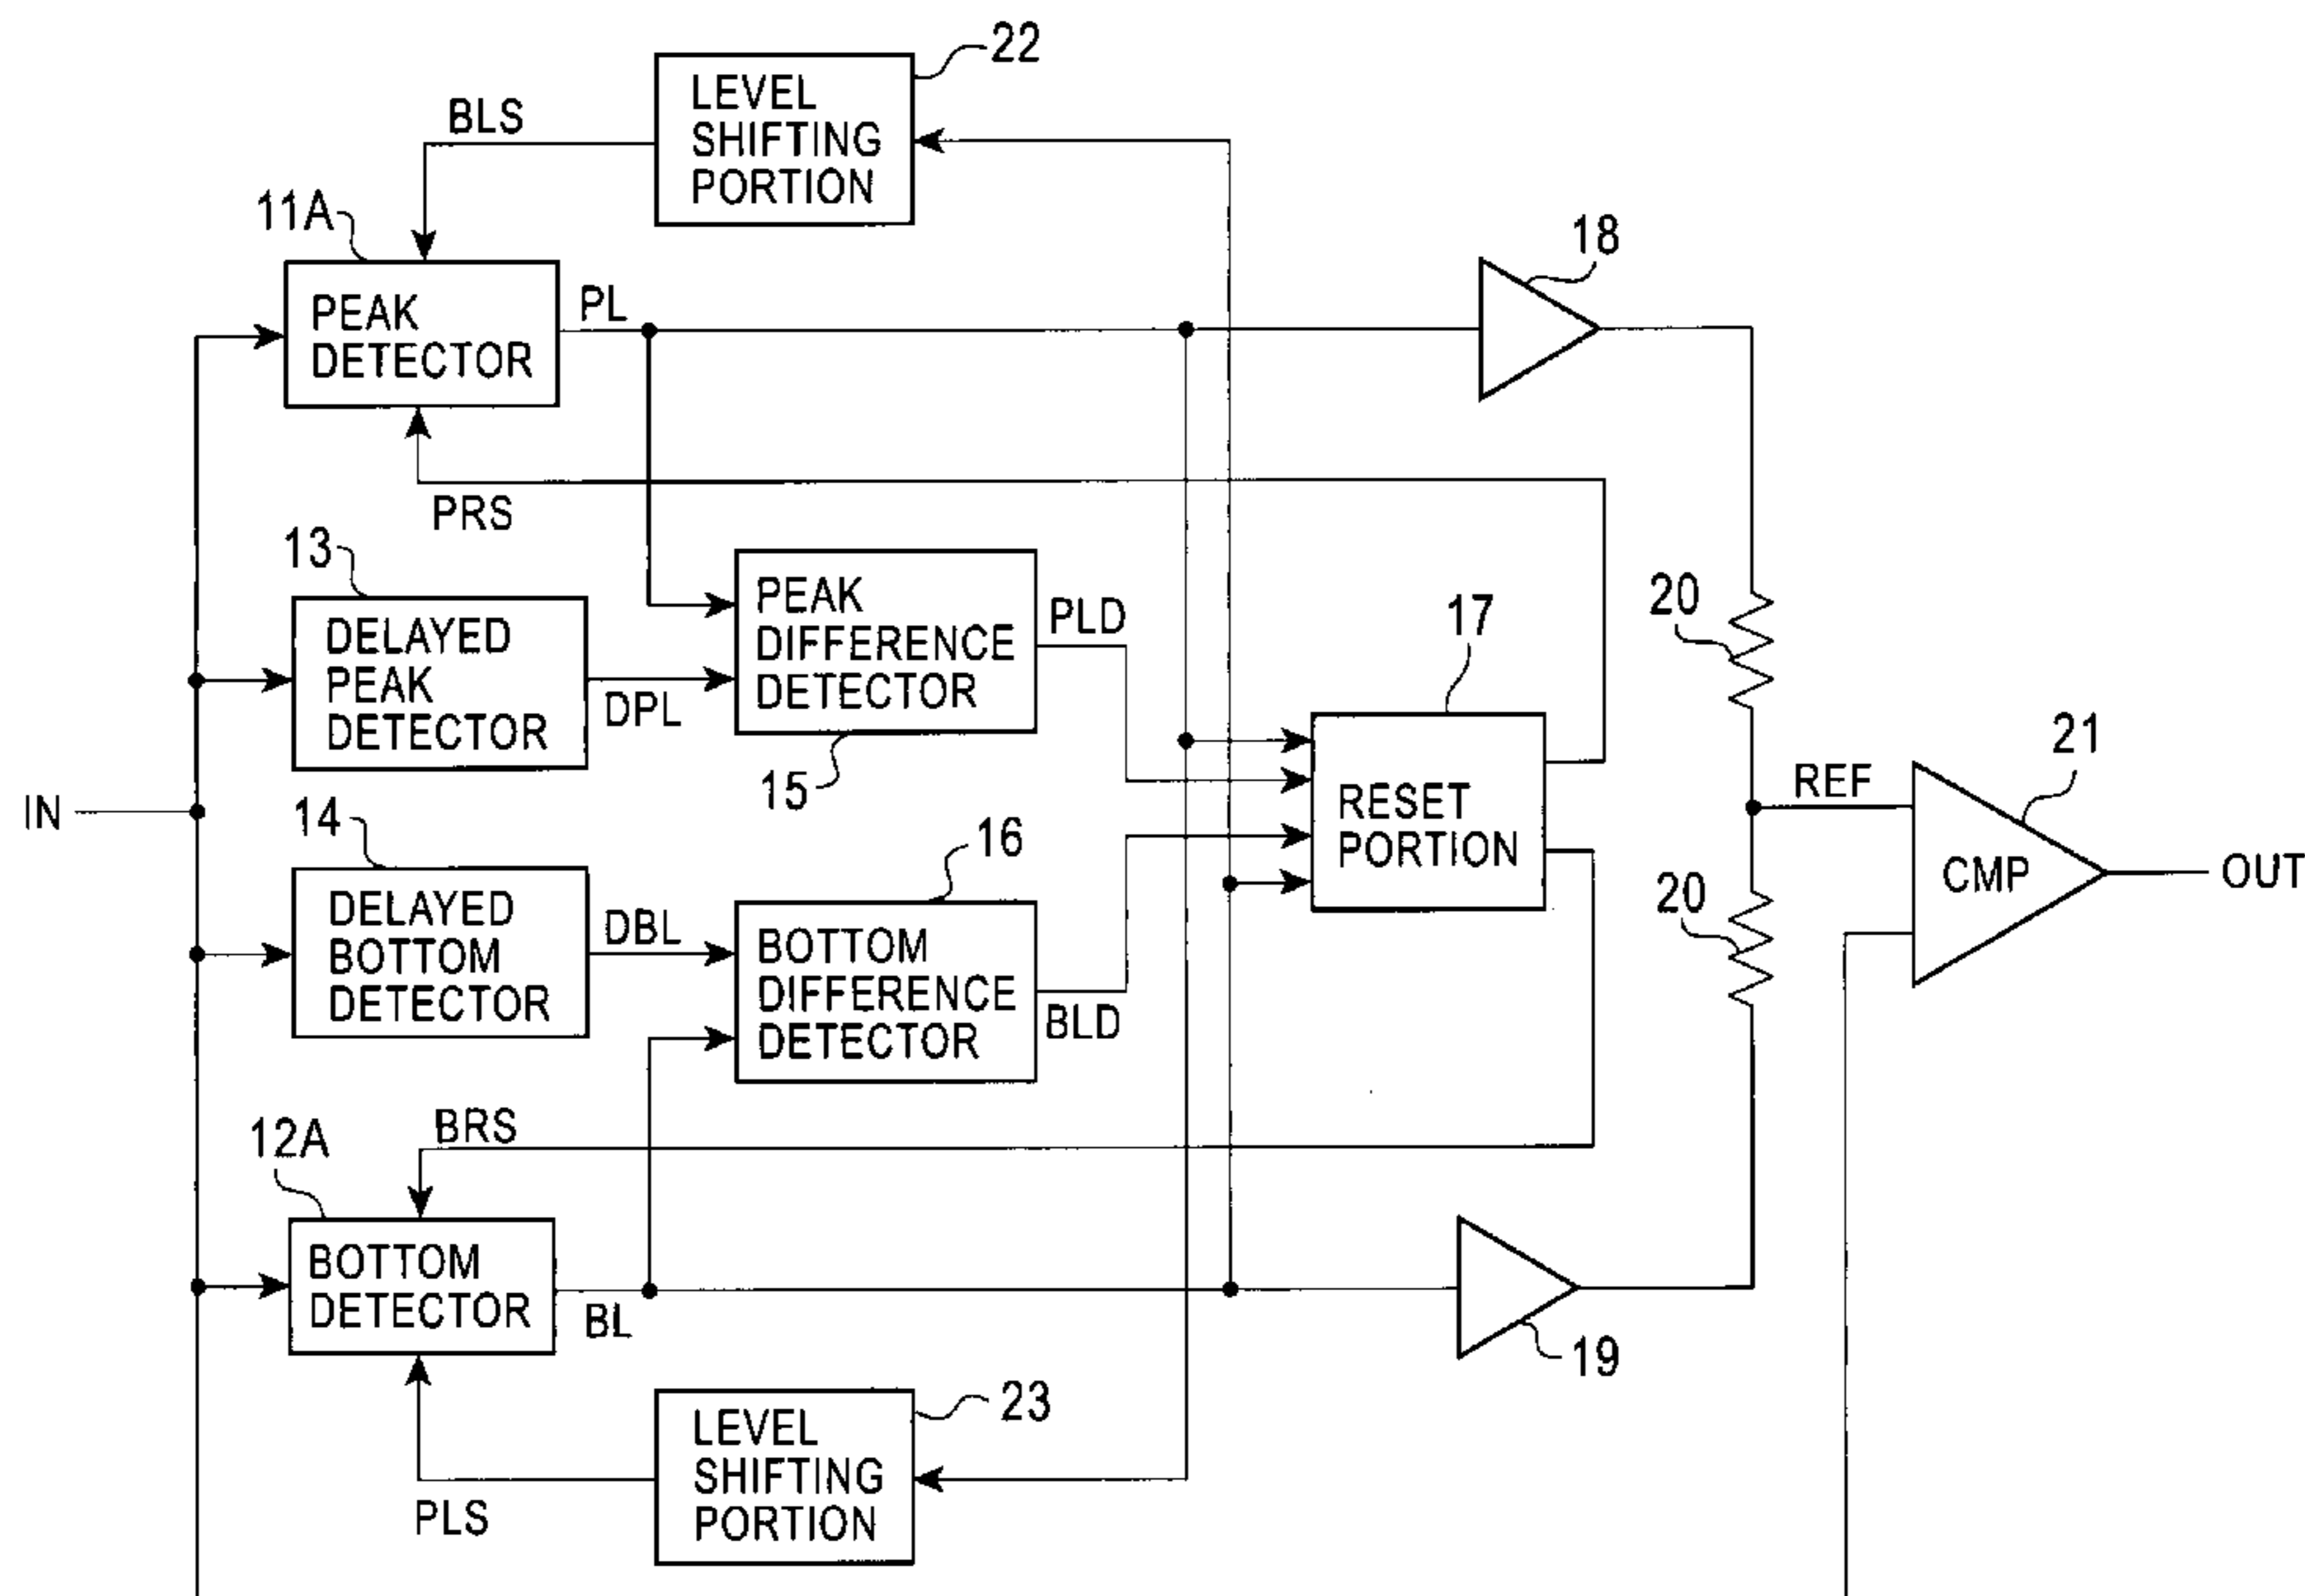 22
LEVEL
SHIFTING
PORTION
BLS
11A
PEAK
DETECTOR
PL
18
PRS
13
DELAYED
PEAK
DETECTOR
DPL
PEAK
DIFFERENCE
DETECTOR
15
PLD
17
RESET
PORTION
20
REF
21
CMP
OUT
IN
14
DELAYED
BOTTOM
DETECTOR
DBL
16
BOTTOM
DIFFERENCE
DETECTOR
BLD
20
BRS
12A
BOTTOM
DETECTOR
BL
19
PLS
23
LEVEL
SHIFTING
PORTION